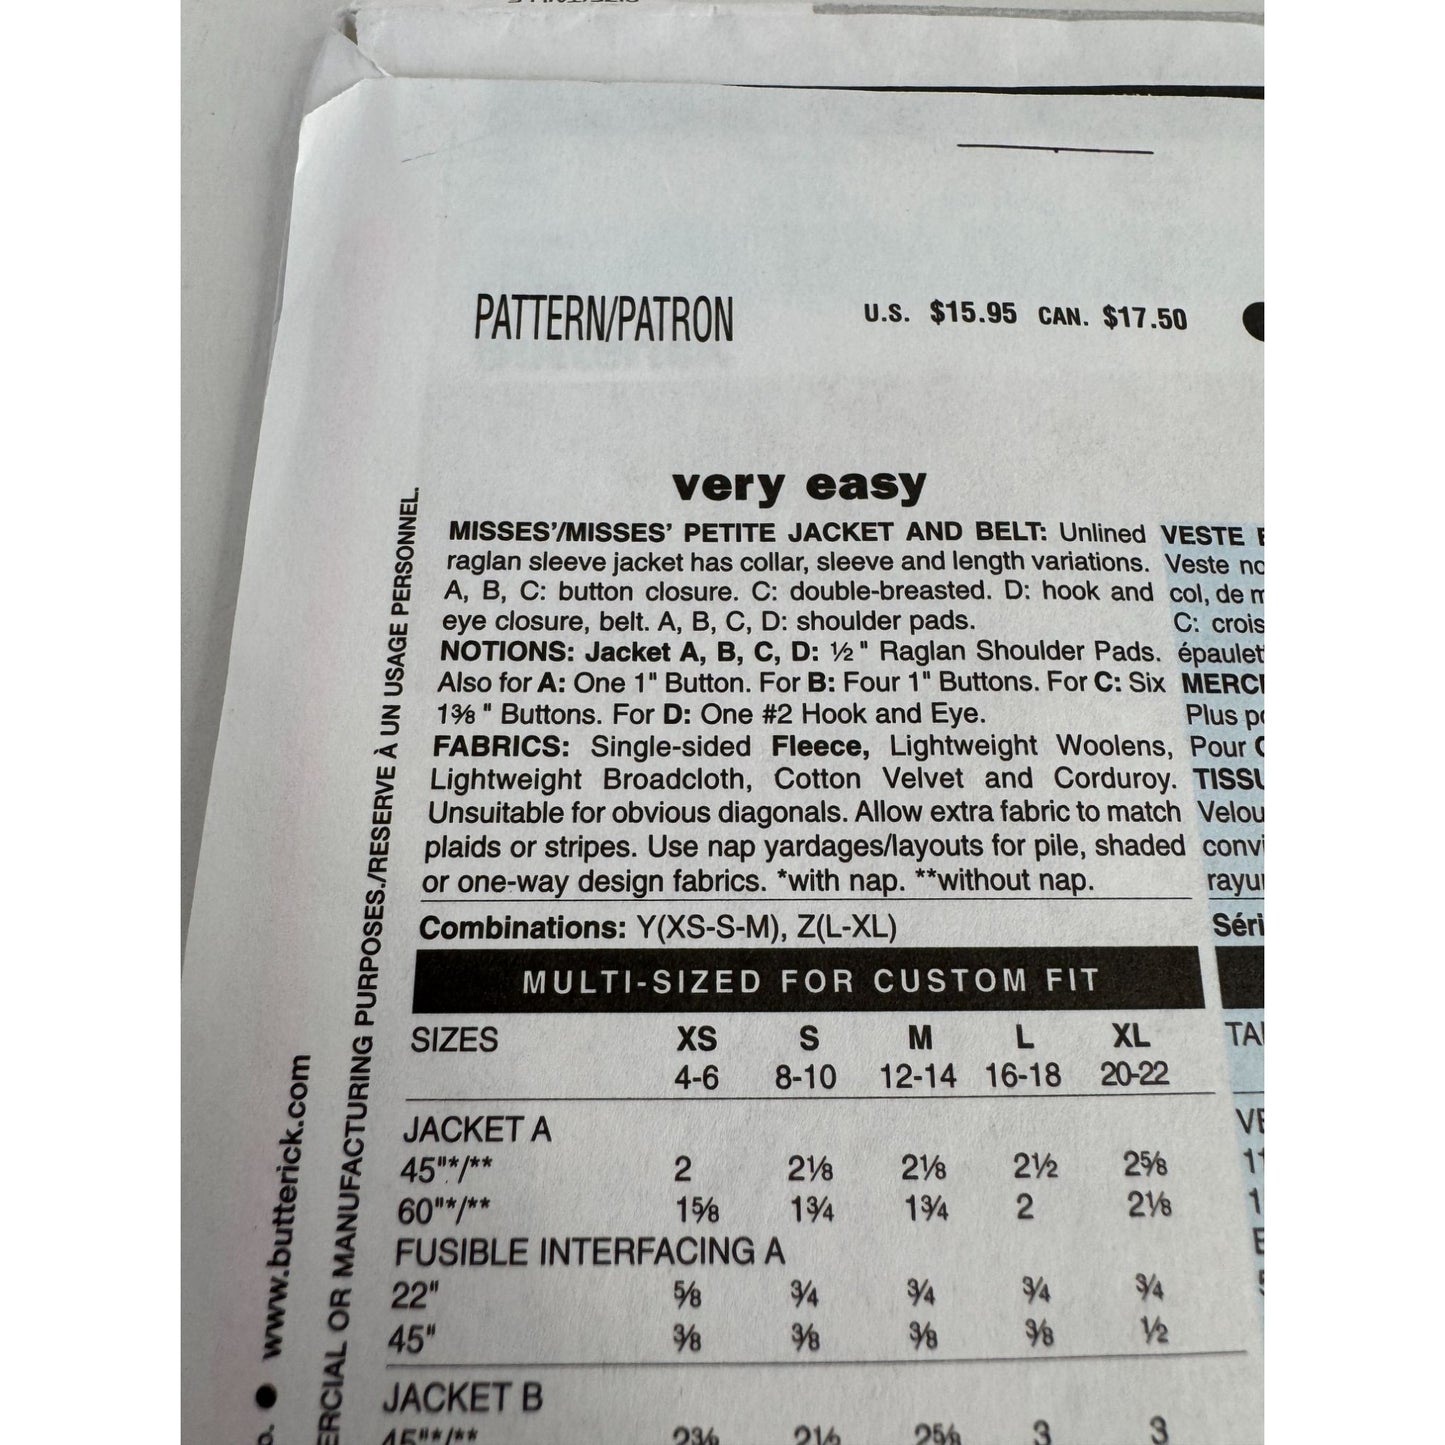 PATTERN/PATRON
U.S. $15.95 CAN. $17.50
very easy
MISSES'/MISSES' PETITE JACKET AND BELT: Unlined
raglan sleeve jacket has collar, sleeve and length variations.
A, B, C: button closure. C: double-breasted. D: hook and
eye closure, belt. A, B, C, D: shoulder pads.
NOTIONS: Jacket A, B, C, D: ½" Raglan Shoulder Pads.
Also for A: One 1" Button. For B: Four 1" Buttons. For C: Six
1⅜" Buttons. For D: One #2 Hook and Eye.
FABRICS: Single-sided Fleece, Lightweight Woolens,
Lightweight Broadcloth, Cotton Velvet and Corduroy.
Unsuitable for obvious diagonals. Allow extra fabric to match
plaids or stripes. Use nap yardages/layouts for pile, shaded
or one-way design fabrics. *with nap. **without nap.
Combinations: Y(XS-S-M), Z(L-XL)
MULTI-SIZED FOR CUSTOM FIT
SIZES XS S M L XL
4-6 8-10 12-14 16-18 20-22
JACKET A
45"*/** 2 2⅛ 2⅛ 2½ 2⅝
60"*/** 1⅝ 1¾ 1¾ 2 2⅛
FUSIBLE INTERFACING A
22" ⅝ ¾ ¾ ¾ ¾
45" ⅜ ⅜ ⅜ ⅜ ½
JACKET B
45"*/** 2⅜ 2½ 2⅝ 3 3
VESTE
Veste
col, de
C:
Plus
Pour
OR MANUFACTURING PURPOSES./RESERVE À UN USAGE PERSONNEL.
● www.butterick.com